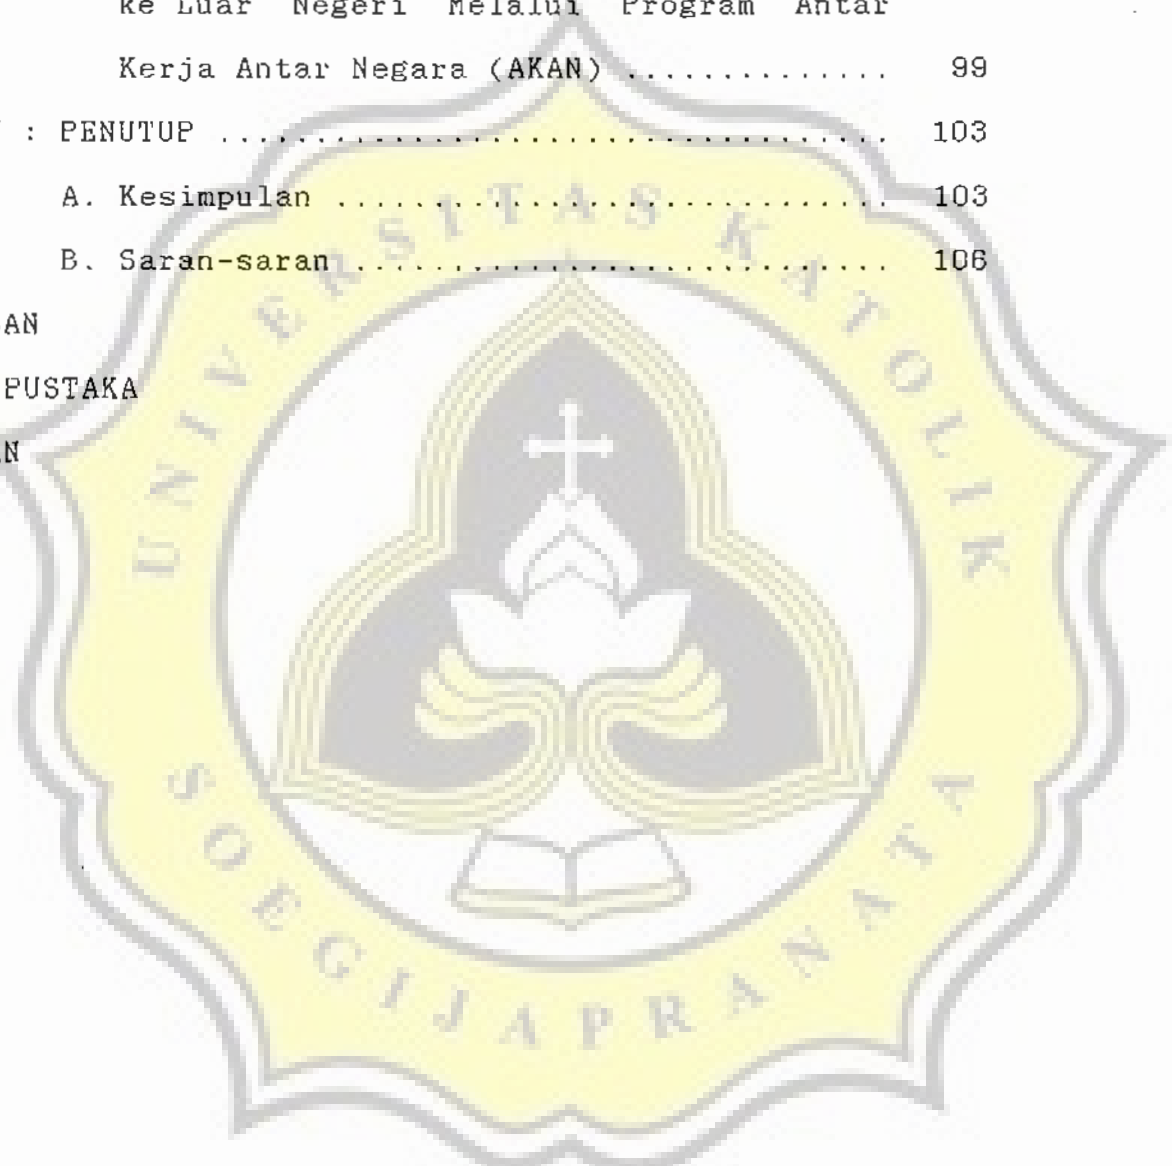 ke Luar Negeri Melalui Program Antar
Kerja Antar Negara (AKAN) .............. 99
: PENUTUP .................................. 103
A. Kesimpulan ............................ 103
B. Saran-saran ........................... 106
AN
PUSTAKA
N
UNIVERSITAS KATOLIK
SOEGIJAPRANATA